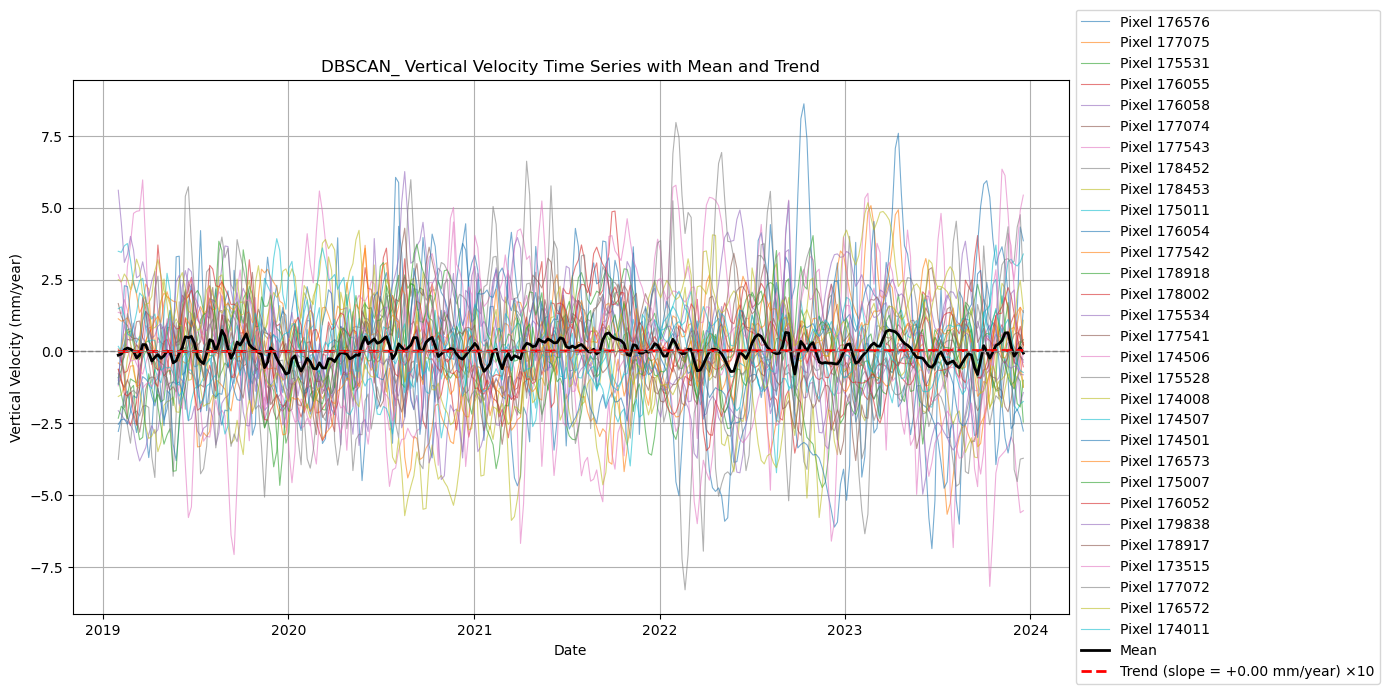 DBSCAN_ Vertical Velocity Time Series with Mean and Trend
Vertical Velocity (mm/year)
7.5
5.0
2.5
0.0
−2.5
−5.0
−7.5
2019
2020
2021
2022
2023
2024
Date
Pixel 176576
Pixel 177075
Pixel 175531
Pixel 176055
Pixel 176058
Pixel 177074
Pixel 177543
Pixel 178452
Pixel 178453
Pixel 175011
Pixel 176054
Pixel 177542
Pixel 178918
Pixel 178002
Pixel 175534
Pixel 177541
Pixel 174506
Pixel 175528
Pixel 174008
Pixel 174507
Pixel 174501
Pixel 176573
Pixel 175007
Pixel 176052
Pixel 179838
Pixel 178917
Pixel 173515
Pixel 177072
Pixel 176572
Pixel 174011
Mean
Trend (slope = +0.00 mm/year) ×10